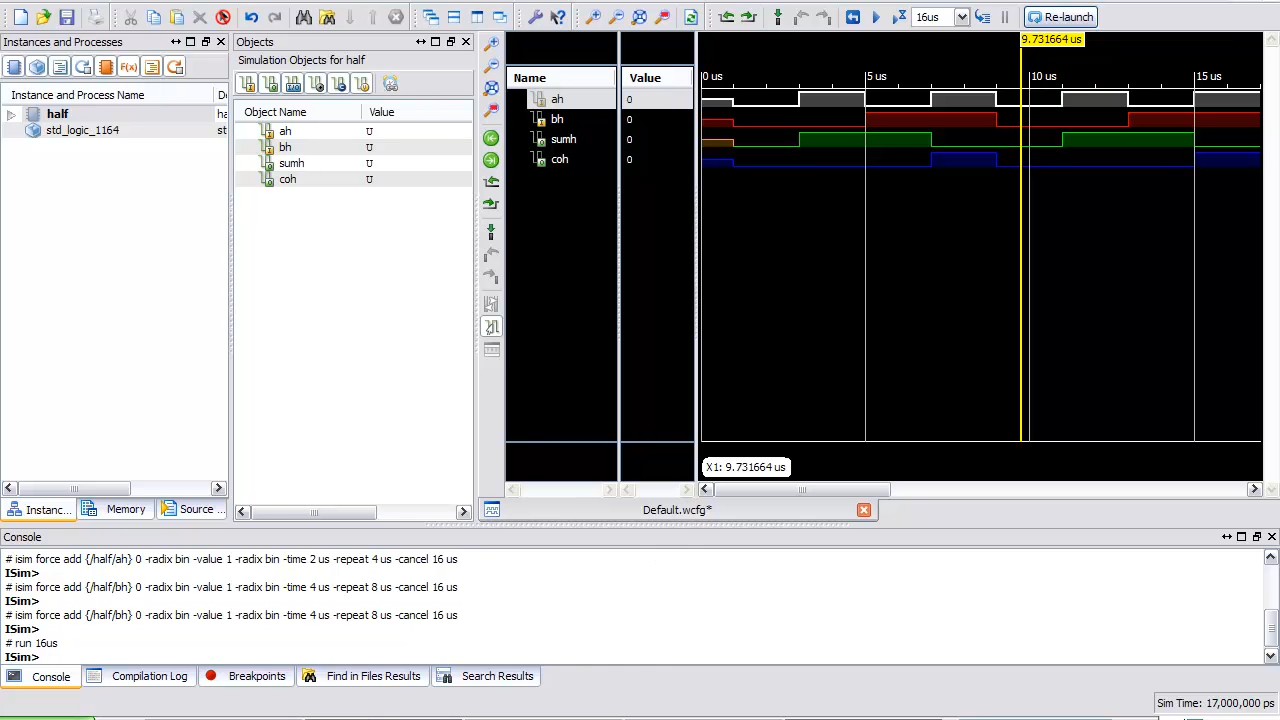 16us
Re-launch
Instances and Processes
Objects
Simulation Objects for half
Instance and Process Name
De
half
ha
std_logic_1164
st
Object Name
Value
ah
U
bh
U
sumh
U
coh
U
Name
Value
ah
0
bh
0
sumh
0
coh
0
9.731664 us
0 us
5 us
10 us
15 us
X1: 9.731664 us
Instanc...
Memory
Source ...
Default.wcfg*
Console
# isim force add {/half/ah} 0 -radix bin -value 1 -radix bin -time 2 us -repeat 4 us -cancel 16 us
ISim>
# isim force add {/half/bh} 0 -radix bin -value 1 -radix bin -time 4 us -repeat 8 us -cancel 16 us
ISim>
# isim force add {/half/bh} 0 -radix bin -value 1 -radix bin -time 4 us -repeat 8 us -cancel 16 us
ISim>
# run 16us
ISim>
Console
Compilation Log
Breakpoints
Find in Files Results
Search Results
Sim Time: 17,000,000 ps